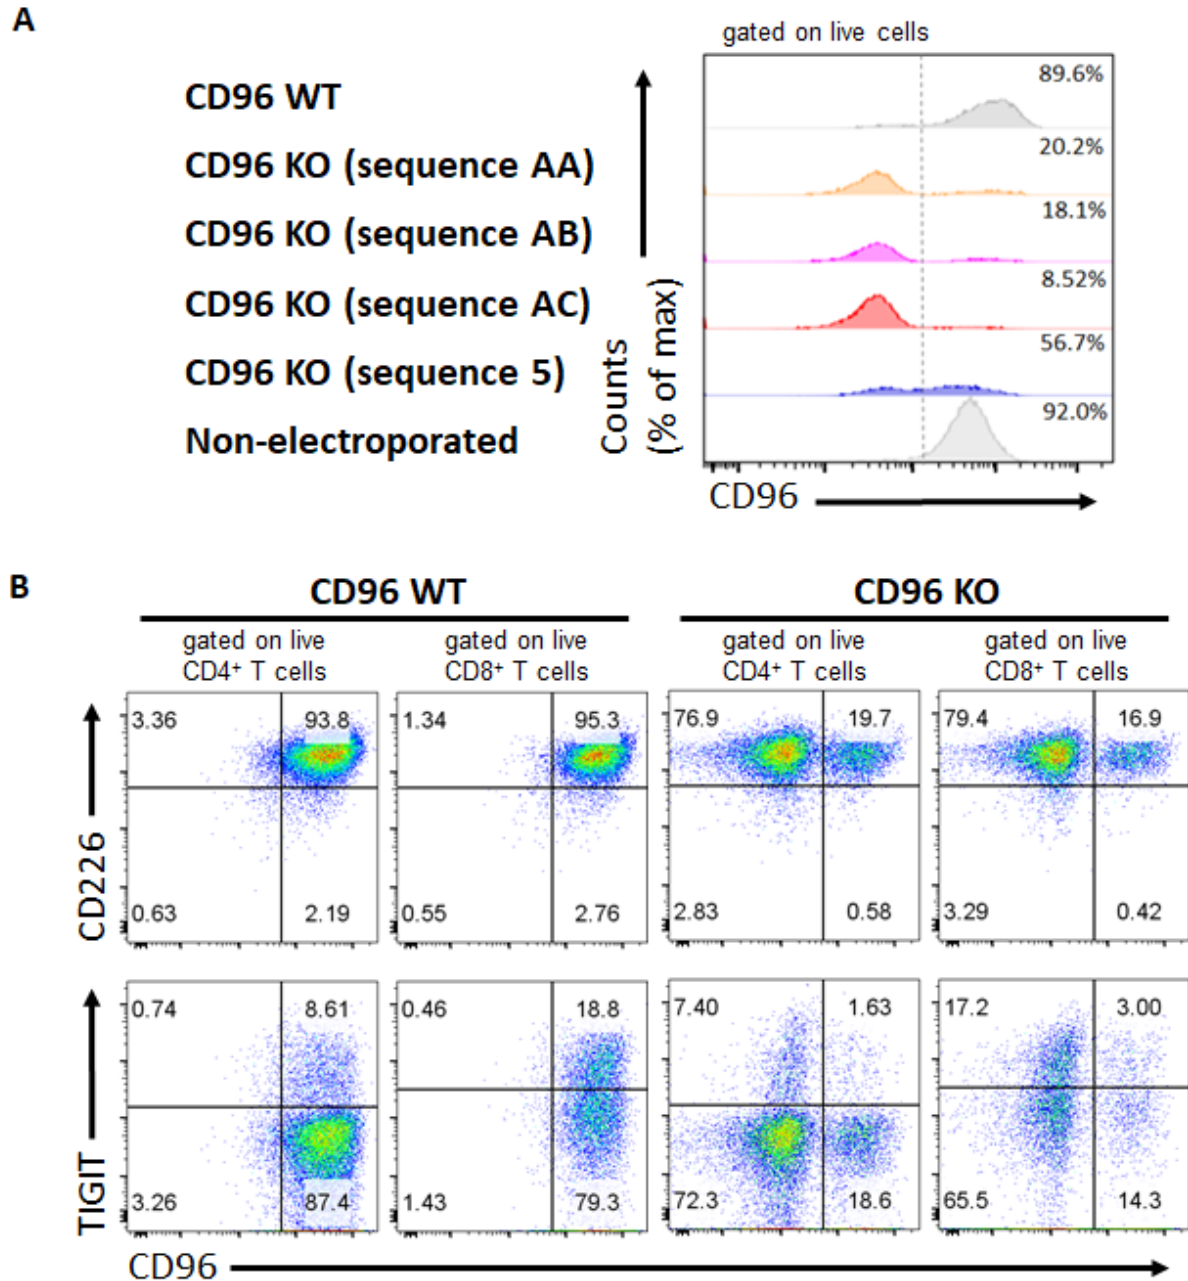 A
gated on live cells
CD96 WT
CD96 KO (sequence AA)
CD96 KO (sequence AB)
CD96 KO (sequence AC)
CD96 KO (sequence 5)
Non-electroporated
Counts
(% of max)
89.6%
20.2%
18.1%
8.52%
56.7%
92.0%
CD96
B
CD96 WT
CD96 KO
gated on live
CD4+ T cells
gated on live
CD8+ T cells
gated on live
CD4+ T cells
gated on live
CD8+ T cells
CD226
3.36 93.8
0.63 2.19
1.34 95.3
0.55 2.76
76.9 19.7
2.83 0.58
79.4 16.9
3.29 0.42
TIGIT
0.74 8.61
3.26 87.4
0.46 18.8
1.43 79.3
7.40 1.63
72.3 18.6
17.2 3.00
65.5 14.3
CD96